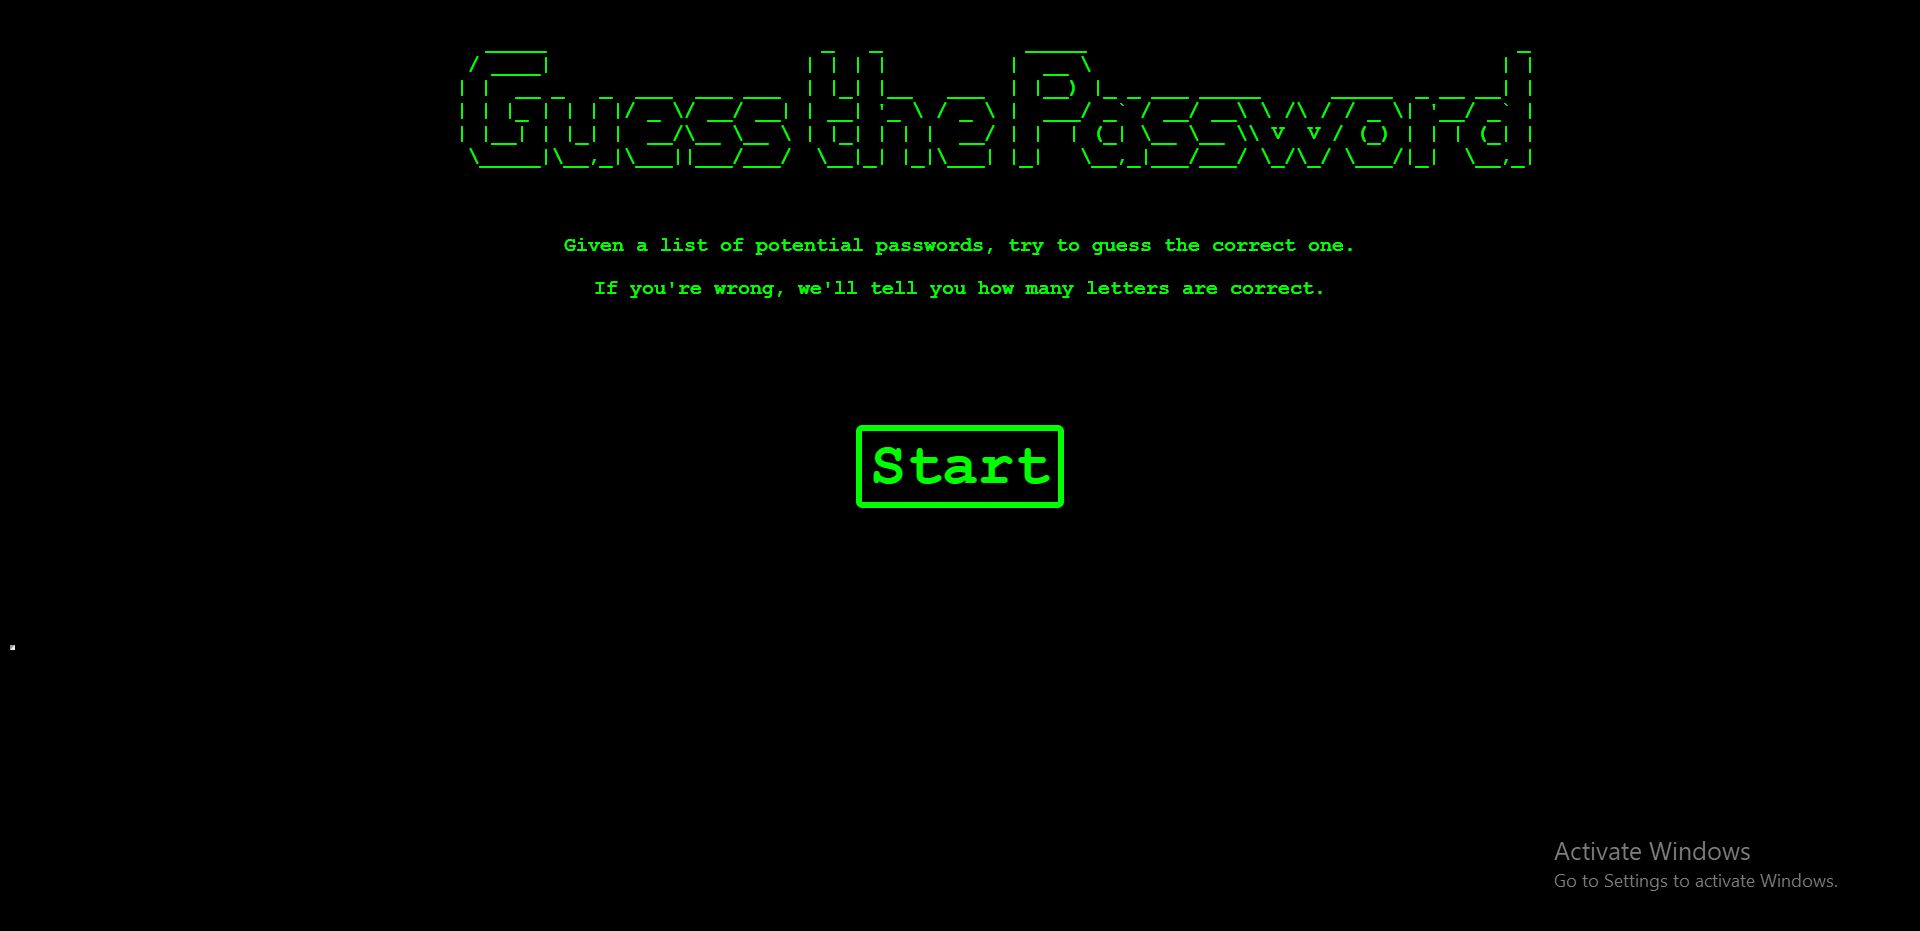 Guess the Password
Given a list of potential passwords, try to guess the correct one.
If you're wrong, we'll tell you how many letters are correct.
Start
Activate Windows
Go to Settings to activate Windows.